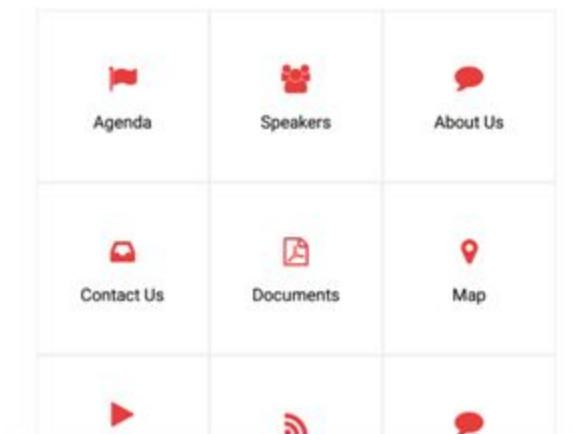 Agenda
Speakers
About Us
Contact Us
Documents
Map